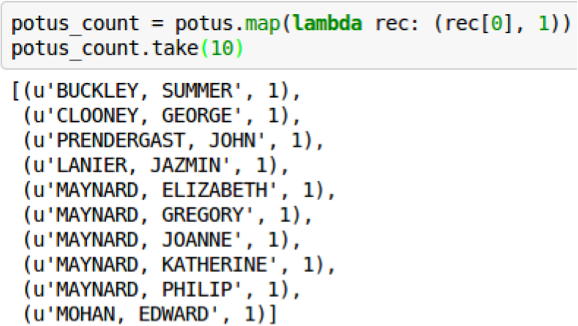 potus_count = potus.map(lambda rec: (rec[0], 1))
potus_count.take(10)
[(u'BUCKLEY, SUMMER', 1),
(u'CLOONEY, GEORGE', 1),
(u'PRENDERGAST, JOHN', 1),
(u'LANIER, JAZMIN', 1),
(u'MAYNARD, ELIZABETH', 1),
(u'MAYNARD, GREGORY', 1),
(u'MAYNARD, JOANNE', 1),
(u'MAYNARD, KATHERINE', 1),
(u'MAYNARD, PHILIP', 1),
(u'MOHAN, EDWARD', 1)]